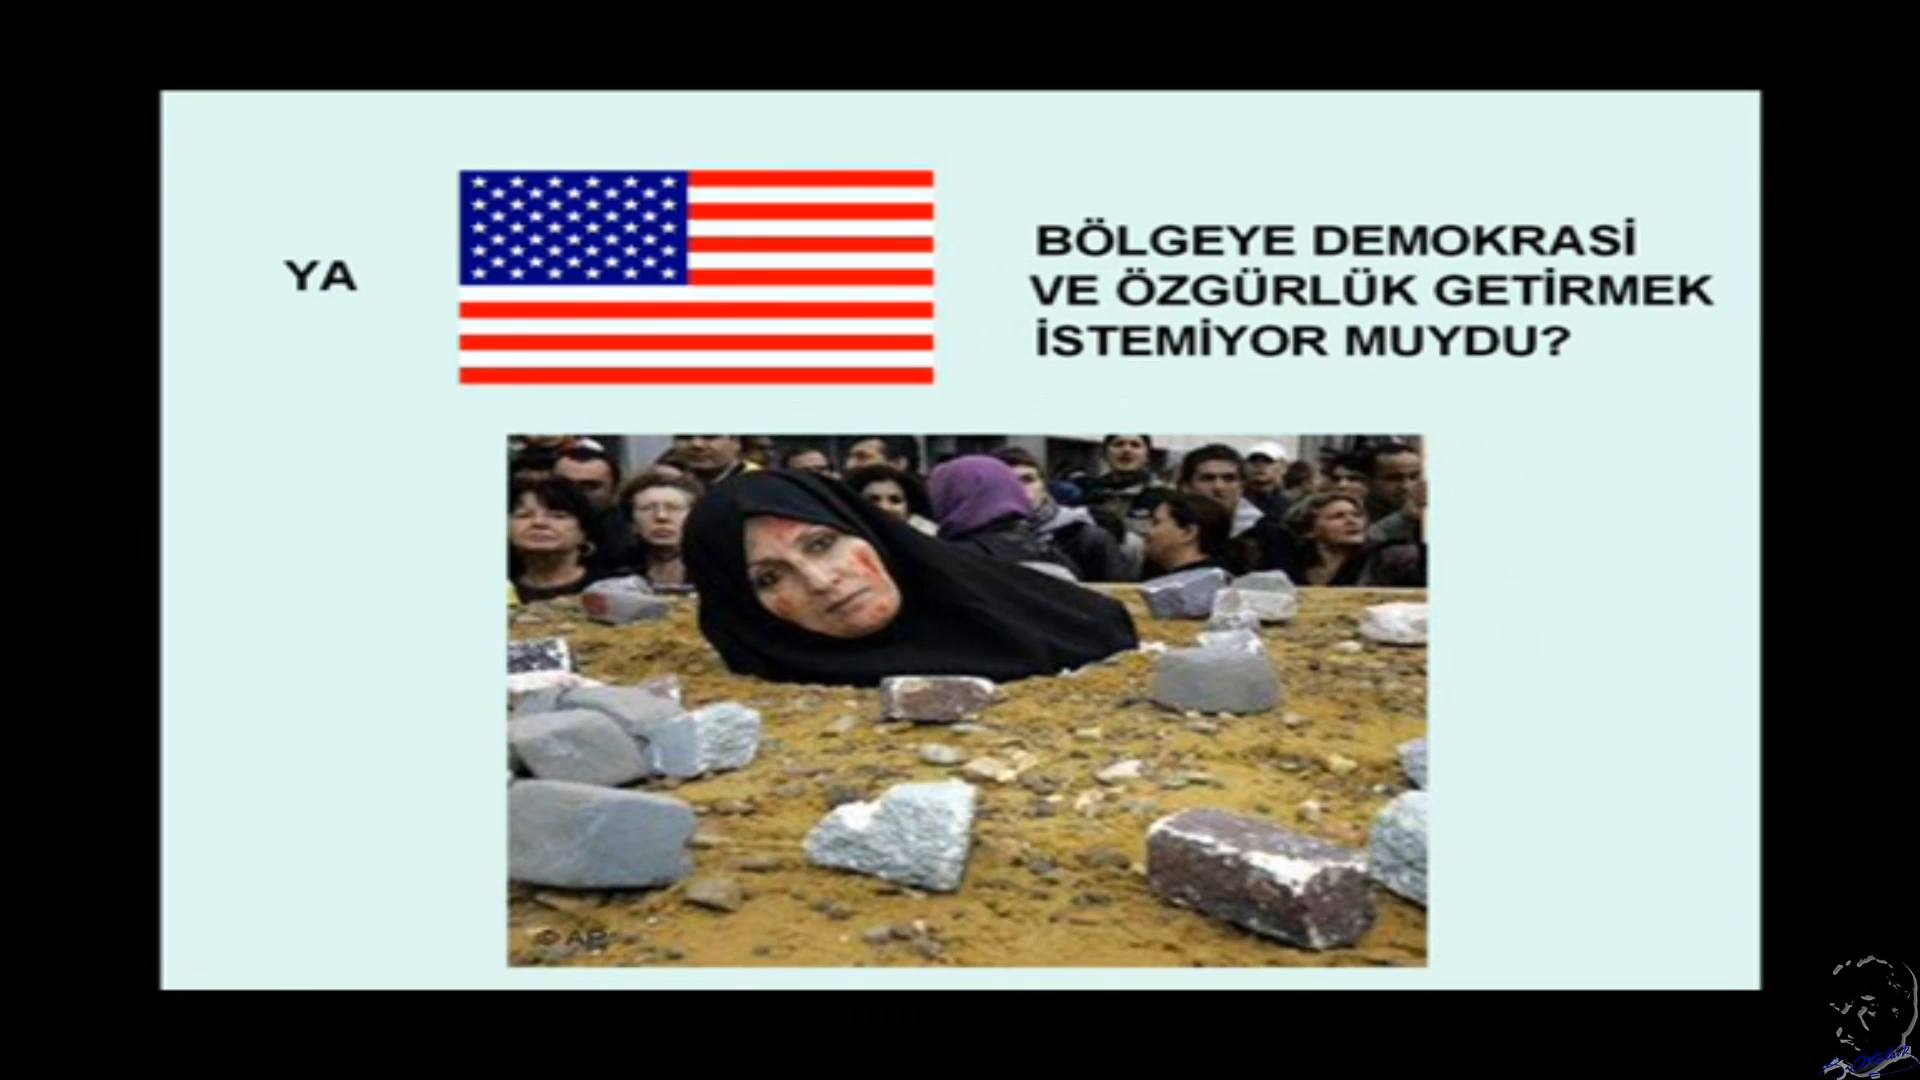 YA
BÖLGEYE DEMOKRASİ
VE ÖZGÜRLÜK GETİRMEK
İSTEMİYOR MUYDU?
© AP